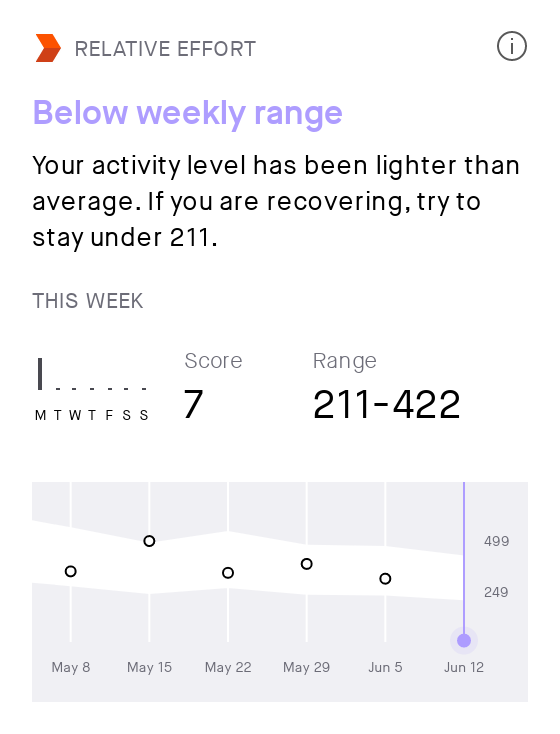 RELATIVE EFFORT
Below weekly range
Your activity level has been lighter than
average. If you are recovering, try to
stay under 211.
THIS WEEK
Score Range
7 211-422
M T W T F S S
499
249
May 8 May 15 May 22 May 29 Jun 5 Jun 12